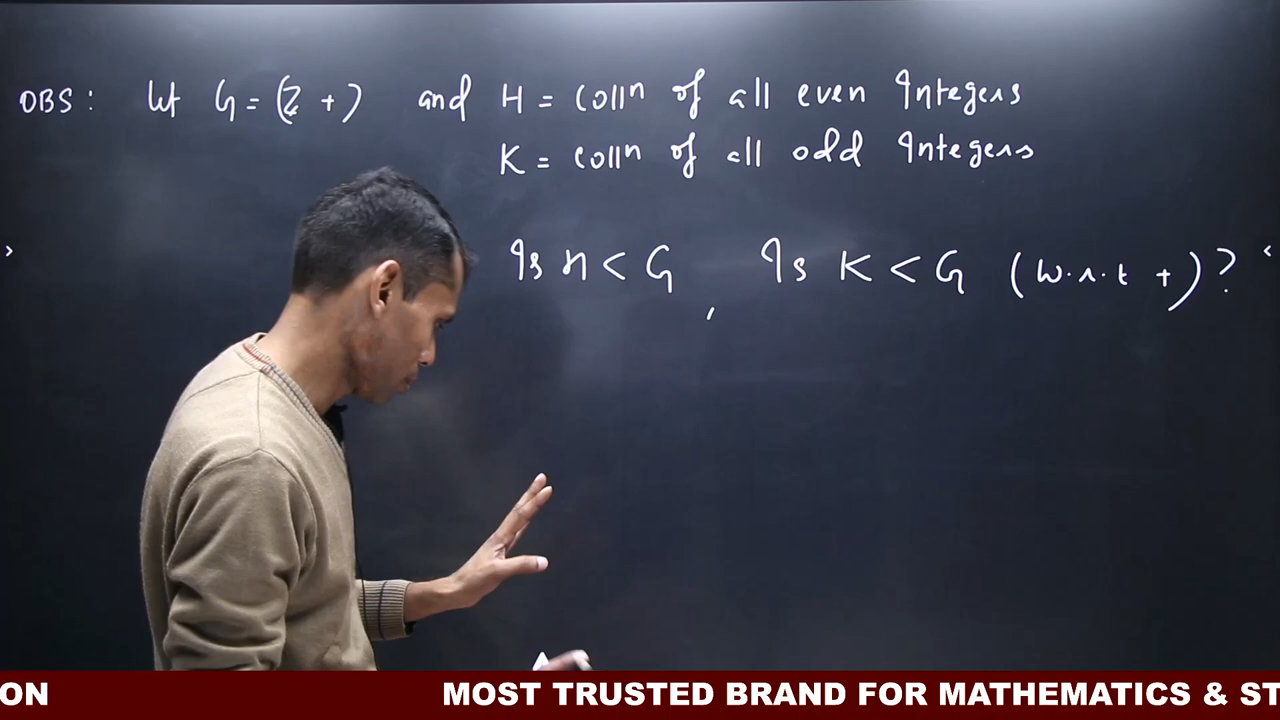 OBS : Let G = (Z, +) and H = collⁿ of all even Integers
K = collⁿ of all odd Integers
Is H < G , Is K < G (w.r.t +) ?
ON MOST TRUSTED BRAND FOR MATHEMATICS & ST